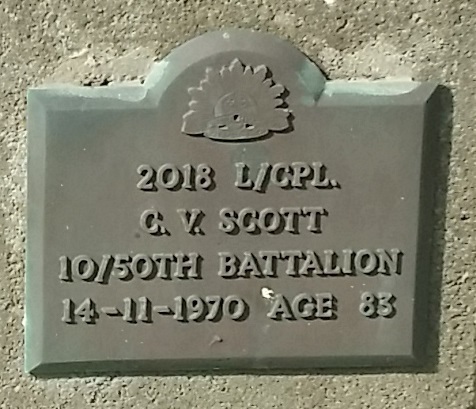 2018 L/CPL.
C. V. SCOTT
10/50TH BATTALION
14-11-1970 AGE 83